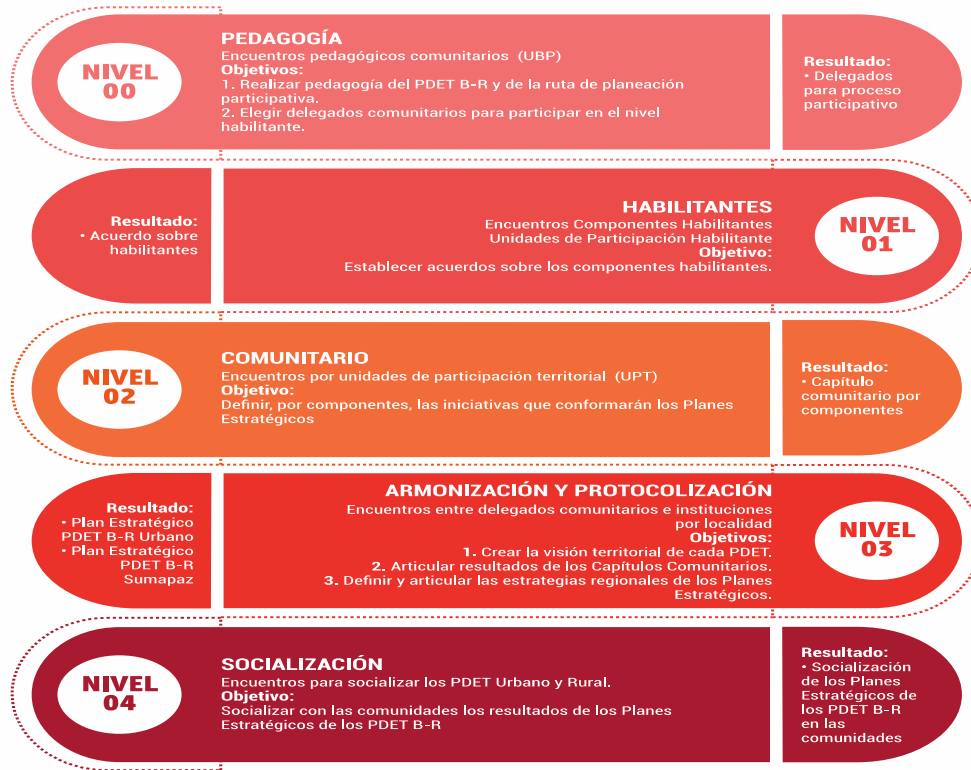 NIVEL
00
PEDAGOGÍA
Encuentros pedagógicos comunitarios (UBP)
Objetivos:
1. Realizar pedagogía del PDET B-R y de la ruta de planeación
participativa.
2. Elegir delegados comunitarios para participar en el nivel
habilitante.
Resultado:
• Delegados
para proceso
participativo
Resultado:
• Acuerdo sobre
habilitantes
HABILITANTES
Encuentros Componentes Habilitantes
Unidades de Participación Habilitante
Objetivo:
Establecer acuerdos sobre los componentes habilitantes.
NIVEL
01
NIVEL
02
COMUNITARIO
Encuentros por unidades de participación territorial (UPT)
Objetivo:
Definir, por componentes, las iniciativas que conformarán los Planes
Estratégicos
Resultado:
• Capítulo
comunitario por
componentes
Resultado:
• Plan Estratégico
PDET B-R Urbano
• Plan Estratégico
PDET B-R
Sumapaz
ARMONIZACIÓN Y PROTOCOLIZACIÓN
Encuentros entre delegados comunitarios e instituciones
por localidad
Objetivos:
1. Crear la visión territorial de cada PDET.
2. Articular resultados de los Capítulos Comunitarios.
3. Definir y articular las estrategias regionales de los Planes
Estratégicos.
NIVEL
03
NIVEL
04
SOCIALIZACIÓN
Encuentros para socializar los PDET Urbano y Rural.
Objetivo:
Socializar con las comunidades los resultados de los Planes
Estratégicos de los PDET B-R
Resultado:
• Socialización
de los Planes
Estratégicos de
los PDET B-R
en las
comunidades